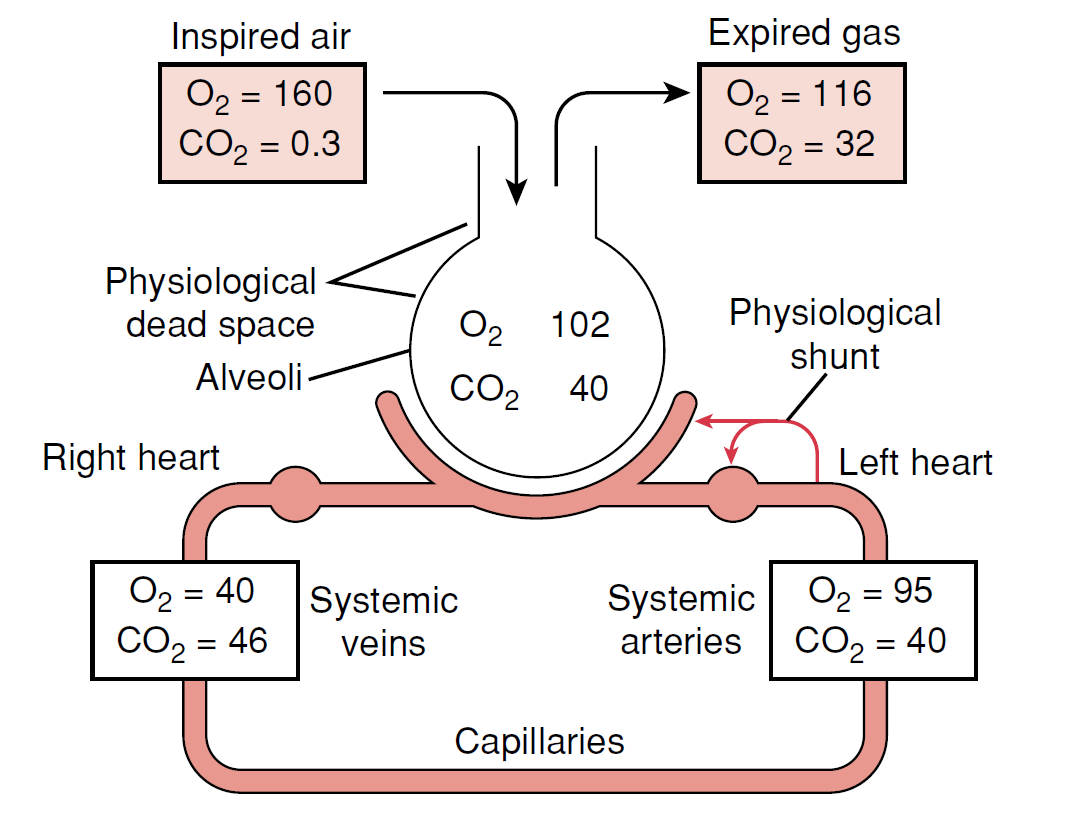 Inspired air
O₂ = 160
CO₂ = 0.3
Expired gas
O₂ = 116
CO₂ = 32
Physiological
dead space
Alveoli
O₂ 102
CO₂ 40
Physiological
shunt
Right heart
Left heart
O₂ = 40
CO₂ = 46
Systemic
veins
Systemic
arteries
O₂ = 95
CO₂ = 40
Capillaries